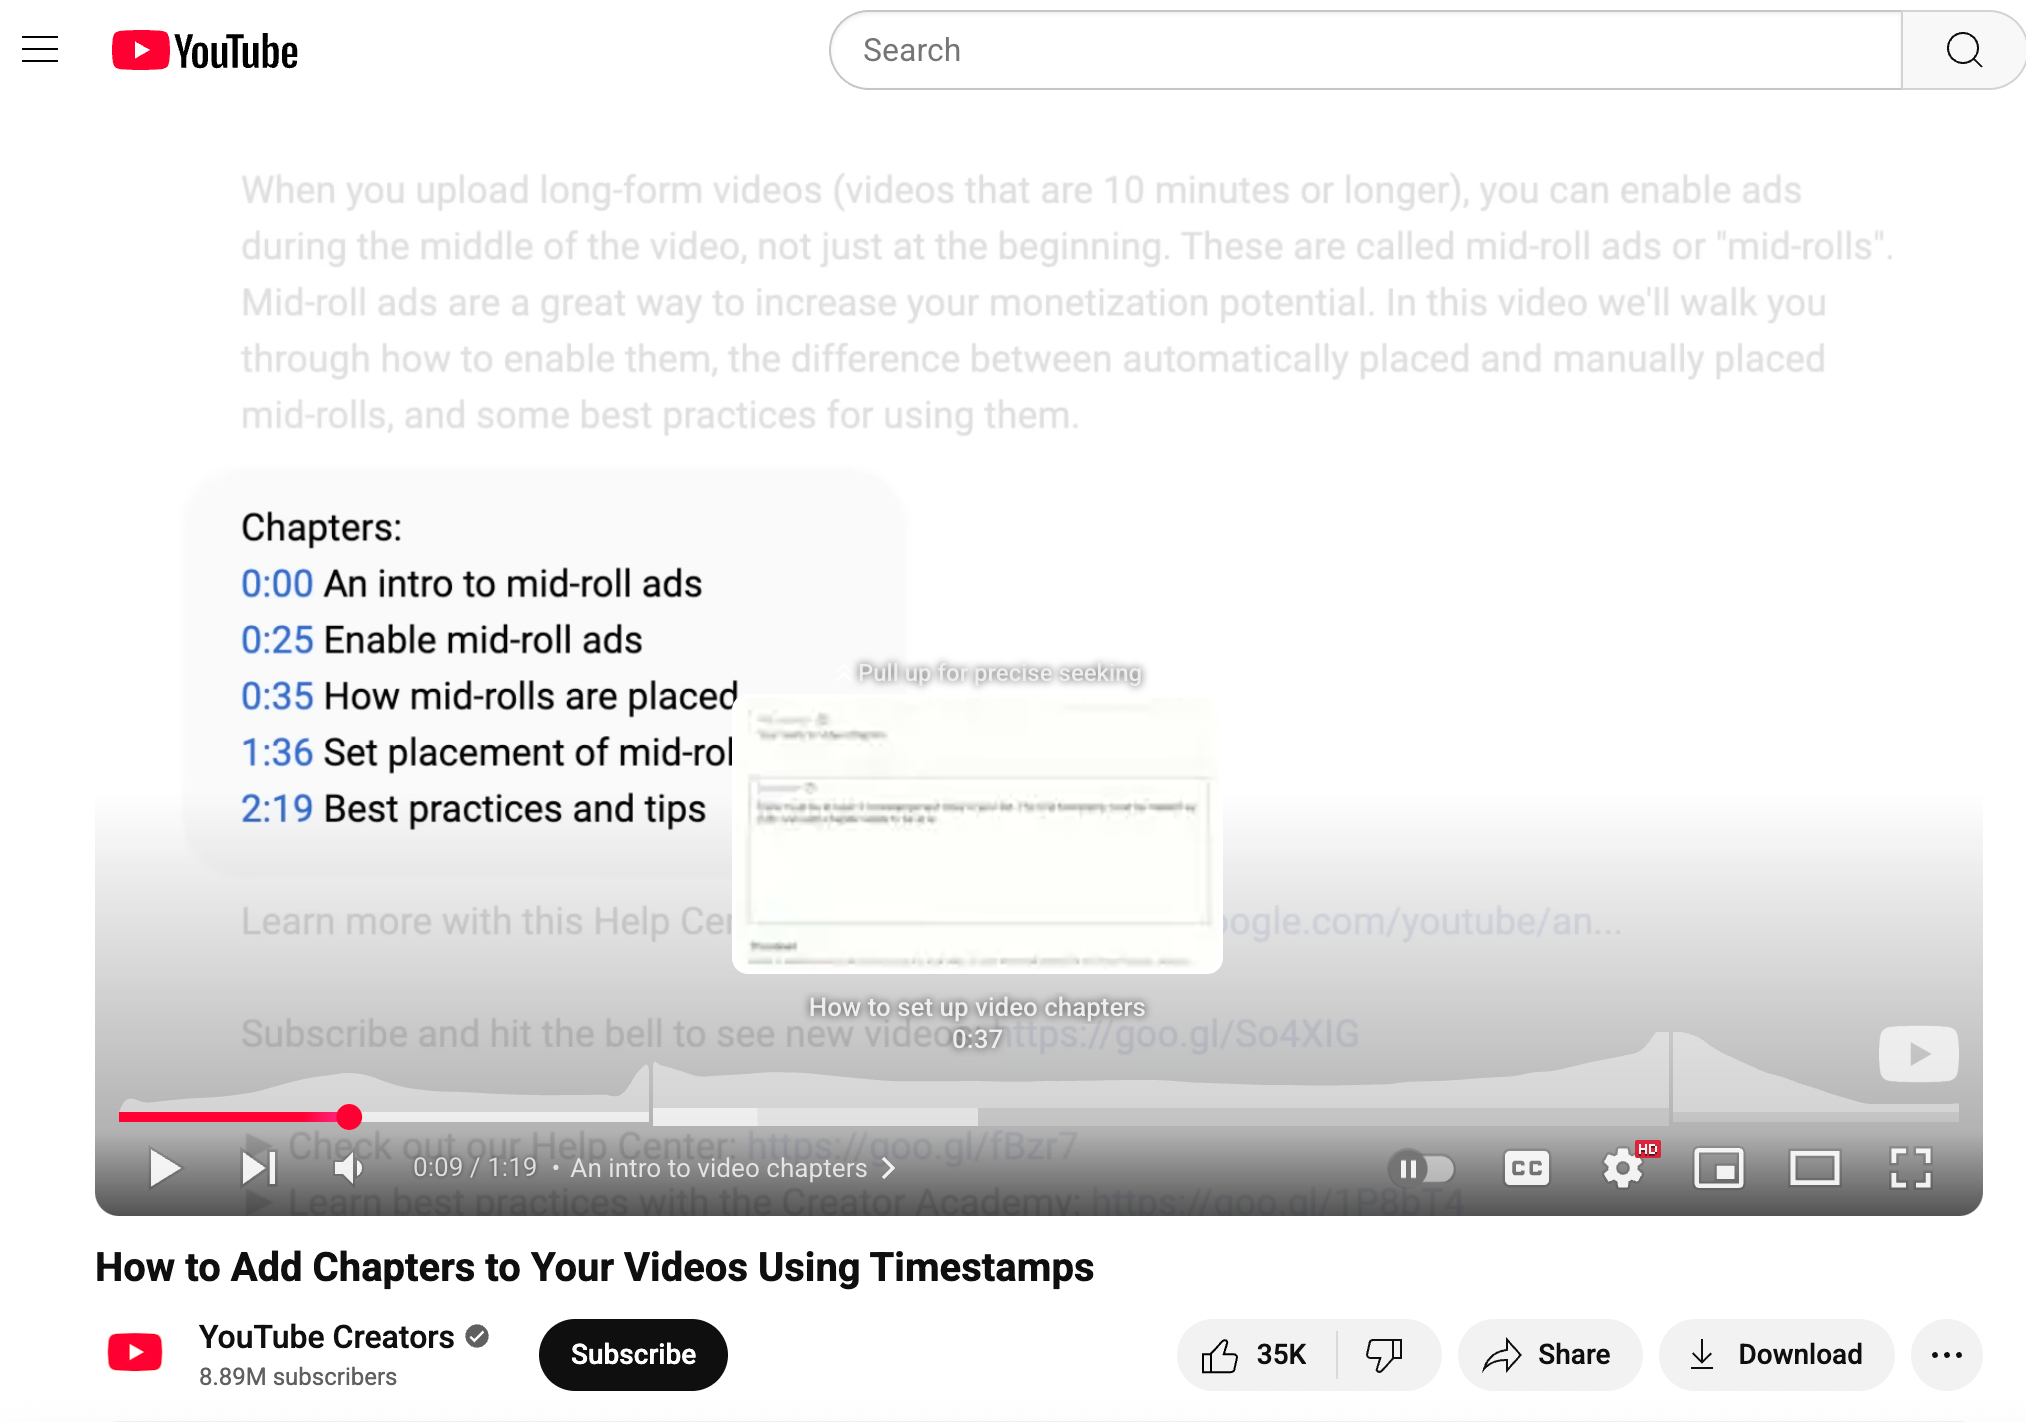 YouTube
Search
When you upload long-form videos (videos that are 10 minutes or longer), you can enable ads
during the middle of the video, not just at the beginning. These are called mid-roll ads or "mid-rolls".
Mid-roll ads are a great way to increase your monetization potential. In this video we'll walk you
through how to enable them, the difference between automatically placed and manually placed
mid-rolls, and some best practices for using them.
Chapters:
0:00 An intro to mid-roll ads
0:25 Enable mid-roll ads
0:35 How mid-rolls are placed
1:36 Set placement of mid-rol
2:19 Best practices and tips
Pull up for precise seeking
Learn more with this Help Cen oogle.com/youtube/an...
How to set up video chapters
Subscribe and hit the bell to see new videos https://goo.gl/So4XIG
0:37
▶ Check out our Help Center: https://goo.gl/fBzr7
0:09 / 1:19 • An intro to video chapters
CC
HD
▶ Learn best practices with the Creator Academy: https://goo.gl/1P8bT4
How to Add Chapters to Your Videos Using Timestamps
YouTube Creators
8.89M subscribers
Subscribe
35K
Share
Download